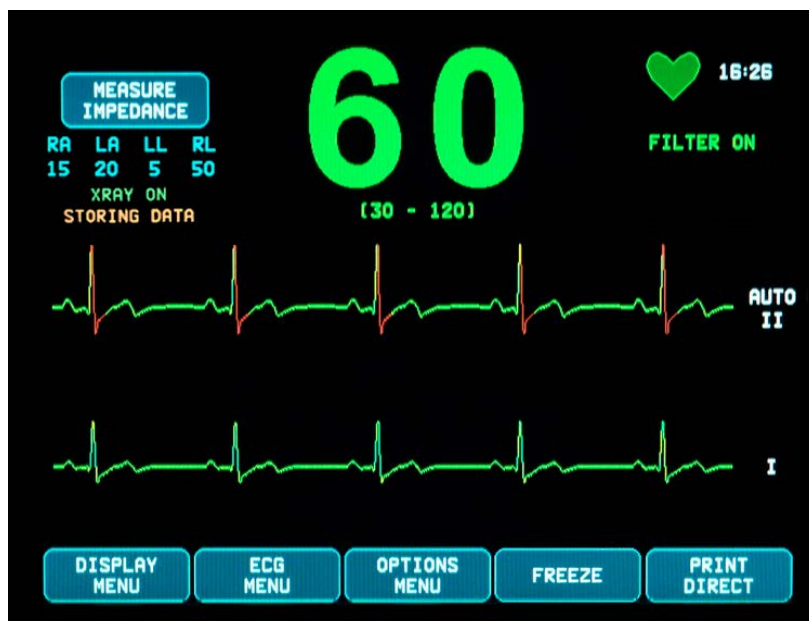 MEASURE
IMPEDANCE
60
16:26
FILTER ON
RA LA LL RL
15 20 5 50
XRAY ON
STORING DATA
(30 - 120)
AUTO
II
I
DISPLAY
MENU
ECG
MENU
OPTIONS
MENU
FREEZE
PRINT
DIRECT